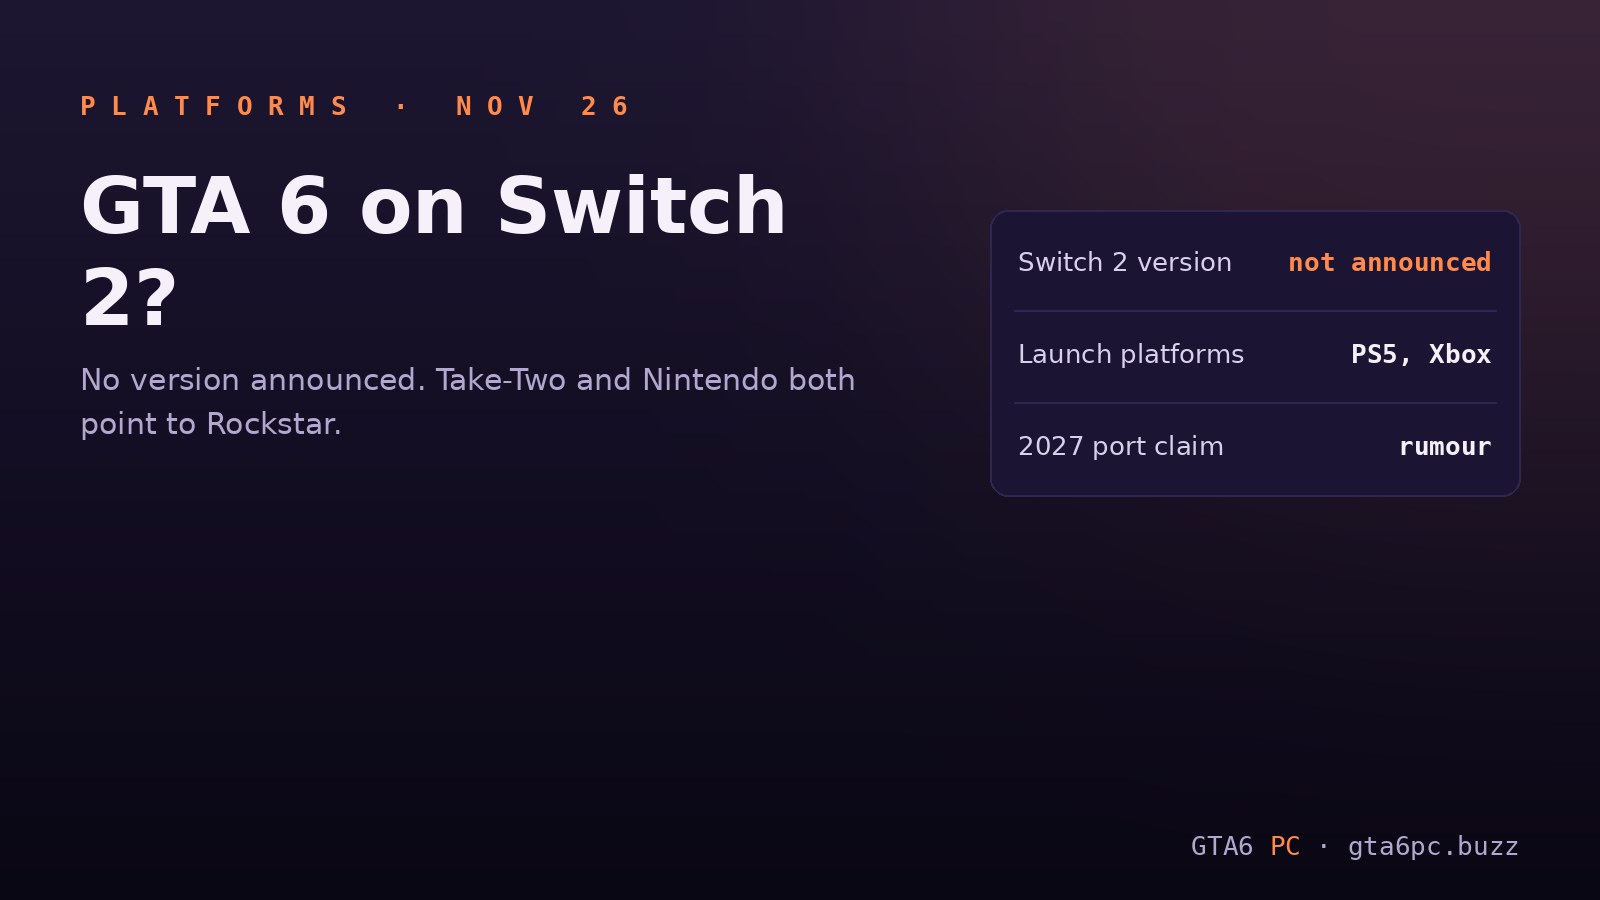 PLATFORMS · NOV 26
GTA 6 on Switch
2?
No version announced. Take-Two and Nintendo both
point to Rockstar.
Switch 2 version not announced
Launch platforms PS5, Xbox
2027 port claim rumour
GTA6 PC · gta6pc.buzz